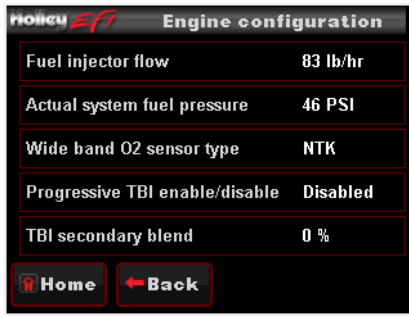 Holley EFI Engine configuration
Fuel injector flow 83 lb/hr
Actual system fuel pressure 46 PSI
Wide band O2 sensor type NTK
Progressive TBI enable/disable Disabled
TBI secondary blend 0 %
Home Back